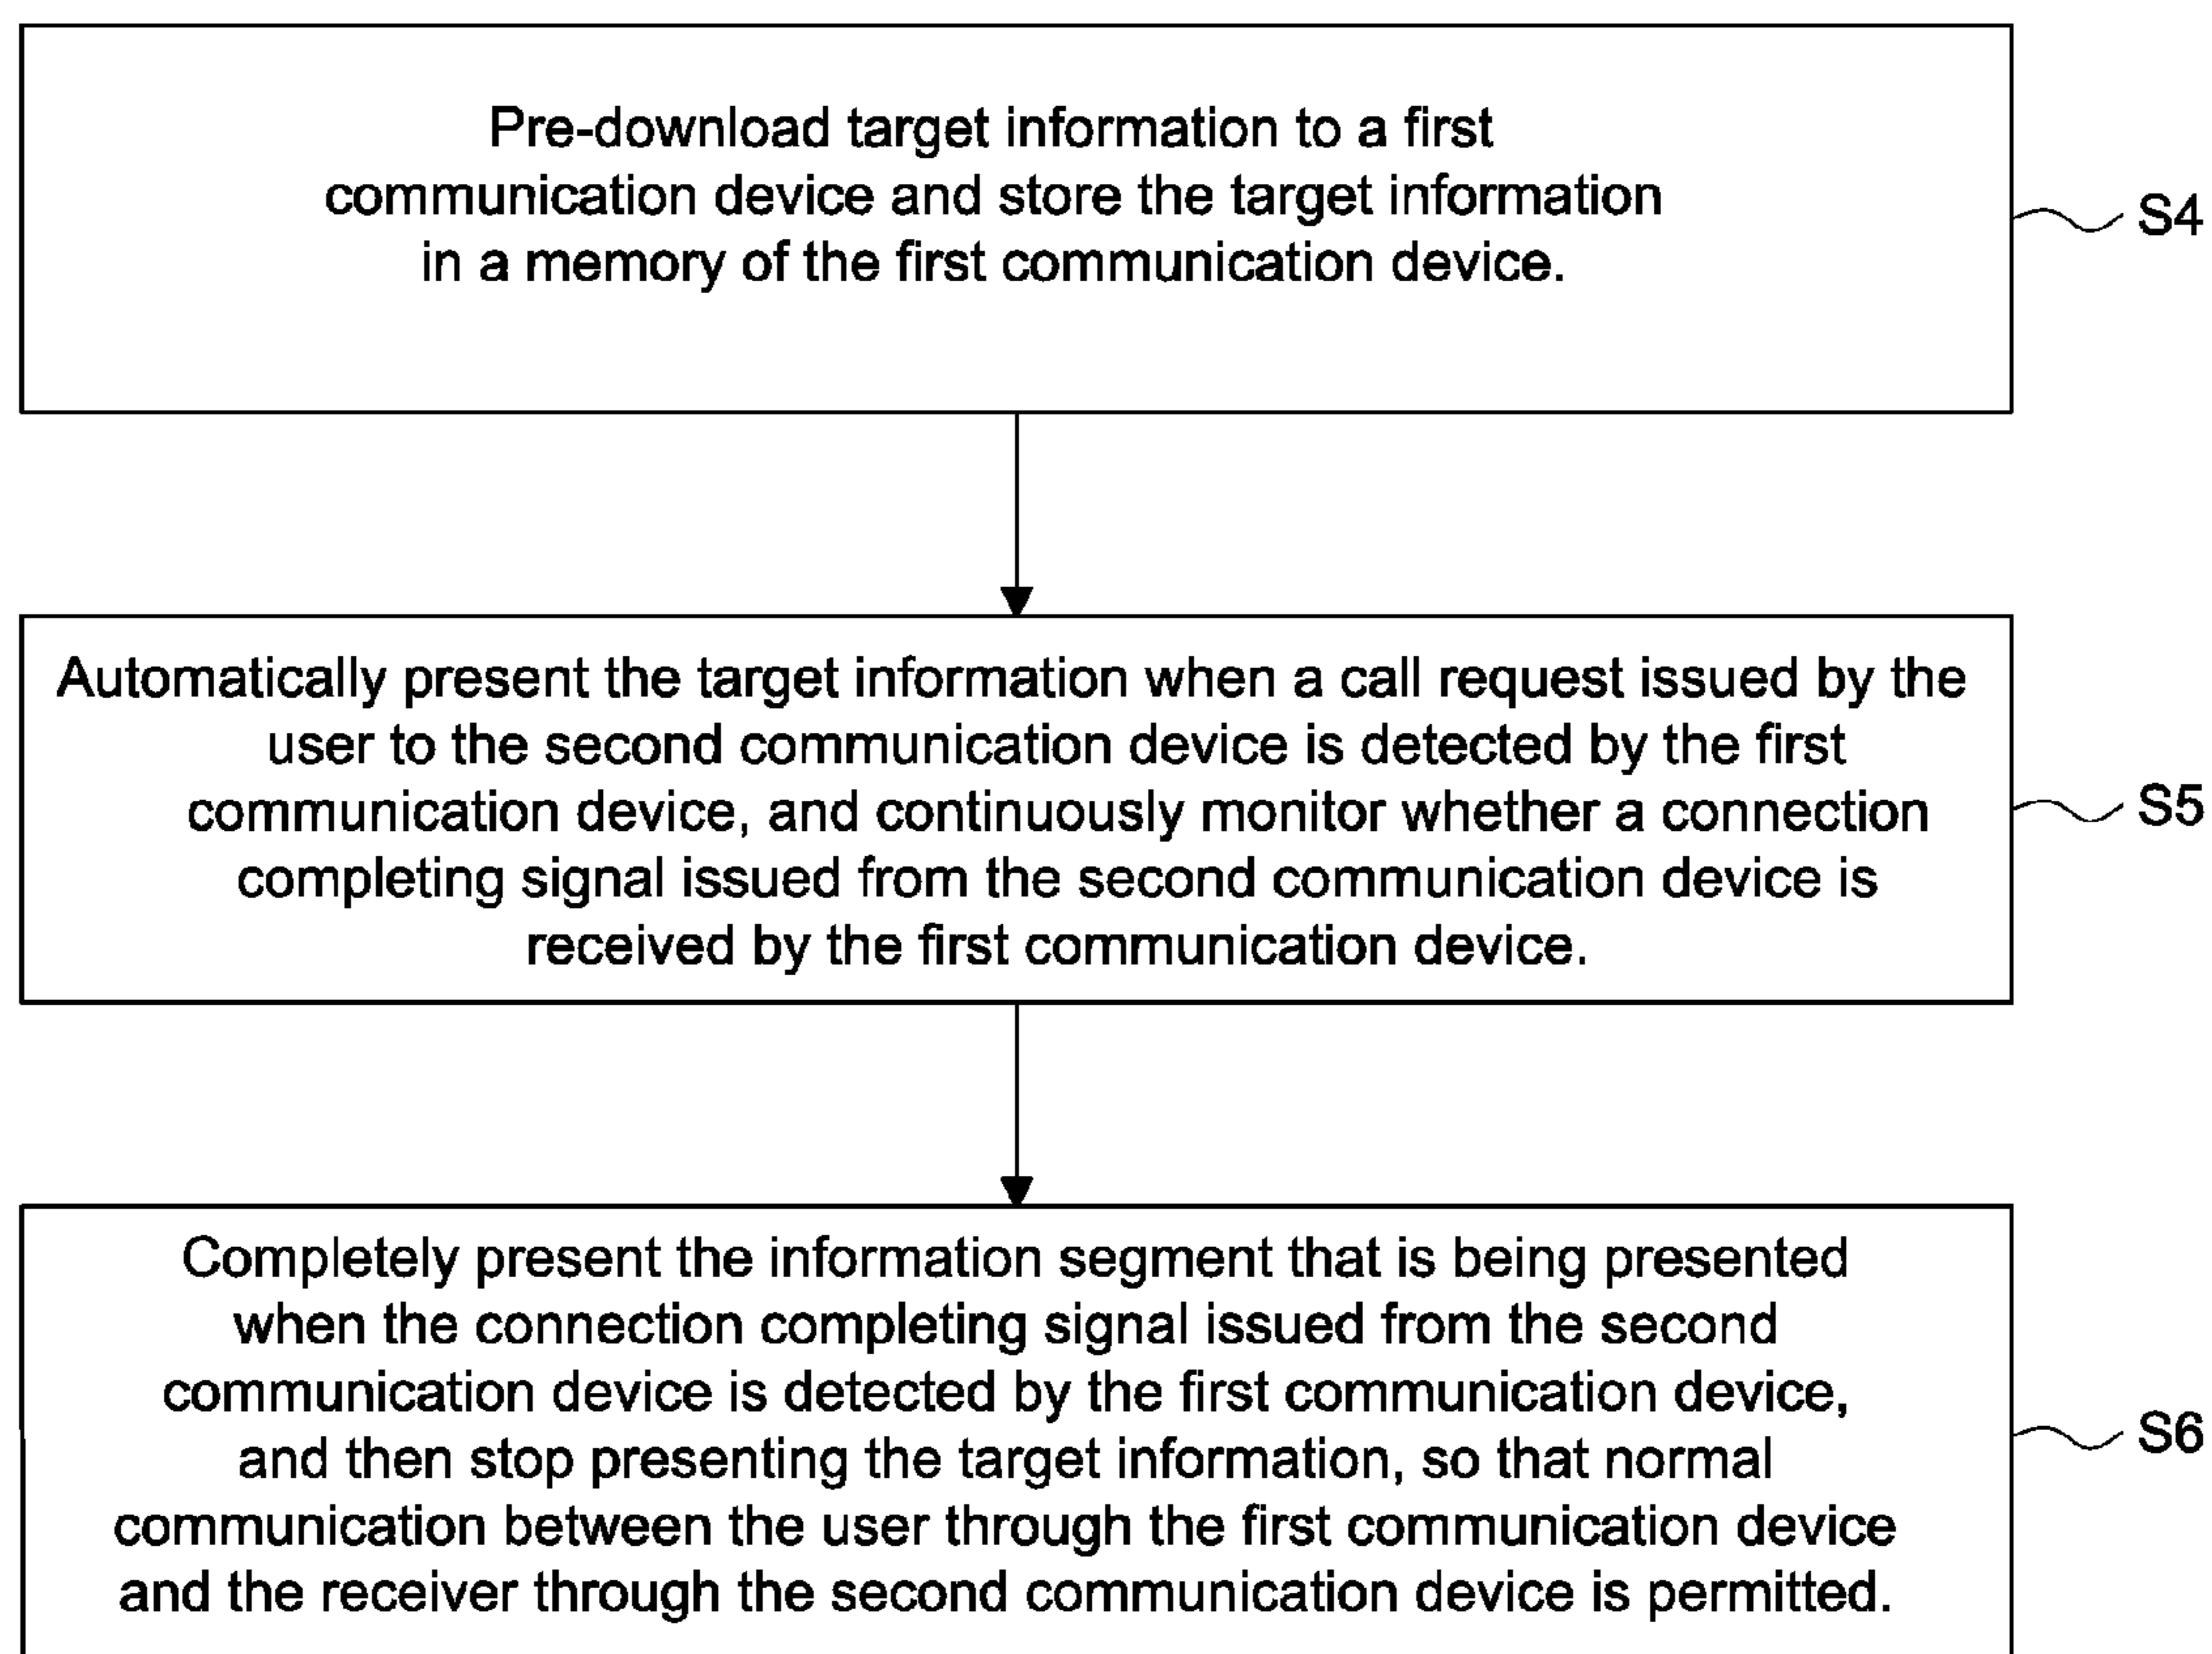 Pre-download target information to a first
communication device and store the target information
in a memory of the first communication device.
S4
Automatically present the target information when a call request issued by the
user to the second communication device is detected by the first
communication device, and continuously monitor whether a connection
completing signal issued from the second communication device is
received by the first communication device.
S5
Completely present the information segment that is being presented
when the connection completing signal issued from the second
communication device is detected by the first communication device,
and then stop presenting the target information, so that normal
communication between the user through the first communication device
and the receiver through the second communication device is permitted.
S6